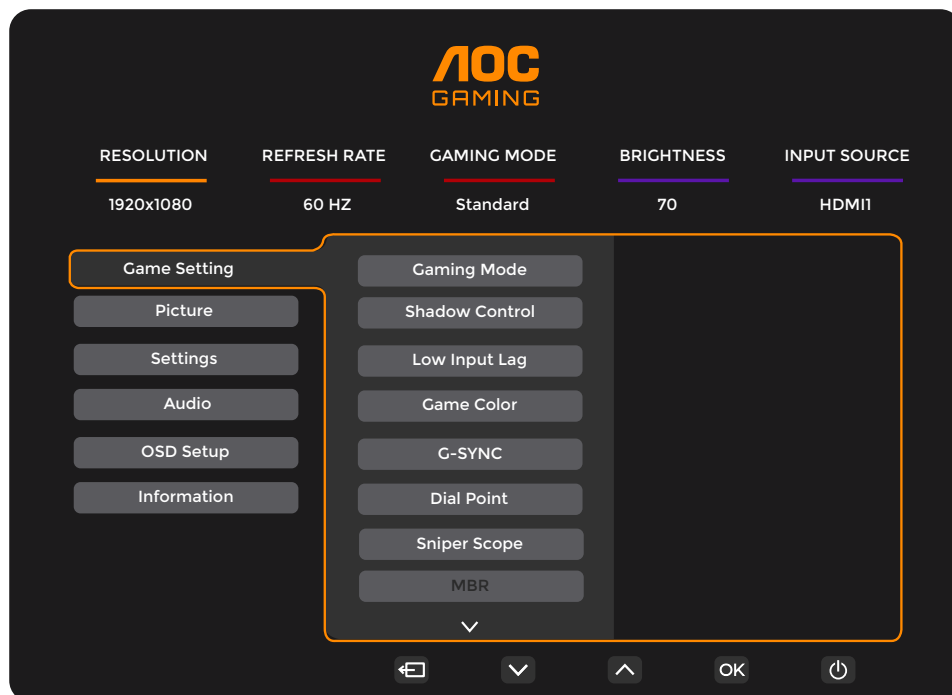 AOC
GAMING
RESOLUTION REFRESH RATE GAMING MODE BRIGHTNESS INPUT SOURCE
1920x1080 60 HZ Standard 70 HDMI1
Game Setting
Picture
Settings
Audio
OSD Setup
Information
Gaming Mode
Shadow Control
Low Input Lag
Game Color
G-SYNC
Dial Point
Sniper Scope
MBR
OK